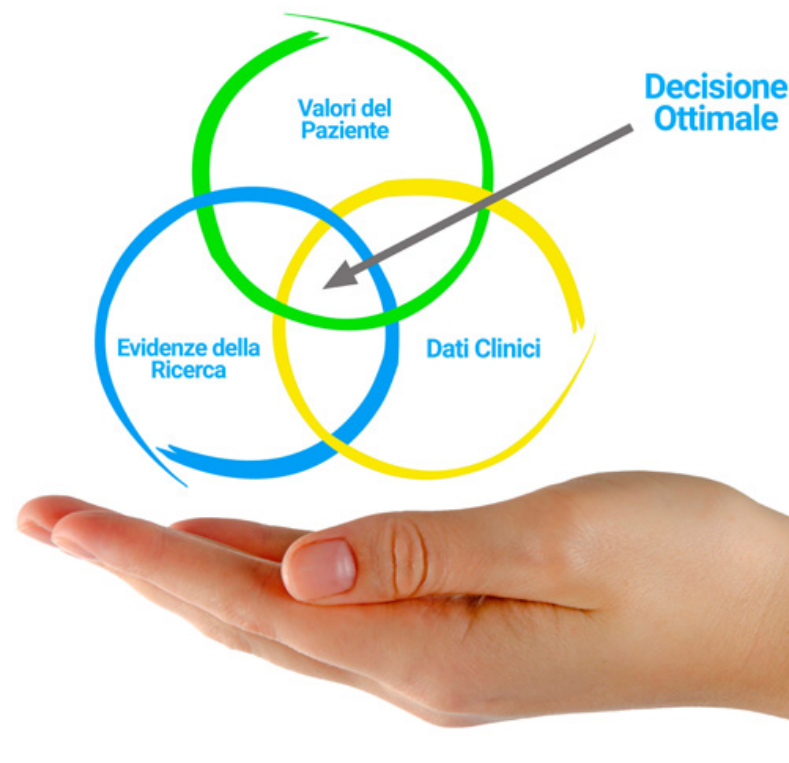 Valori del
Paziente
Decisione
Ottimale
Evidenze della
Ricerca
Dati Clinici